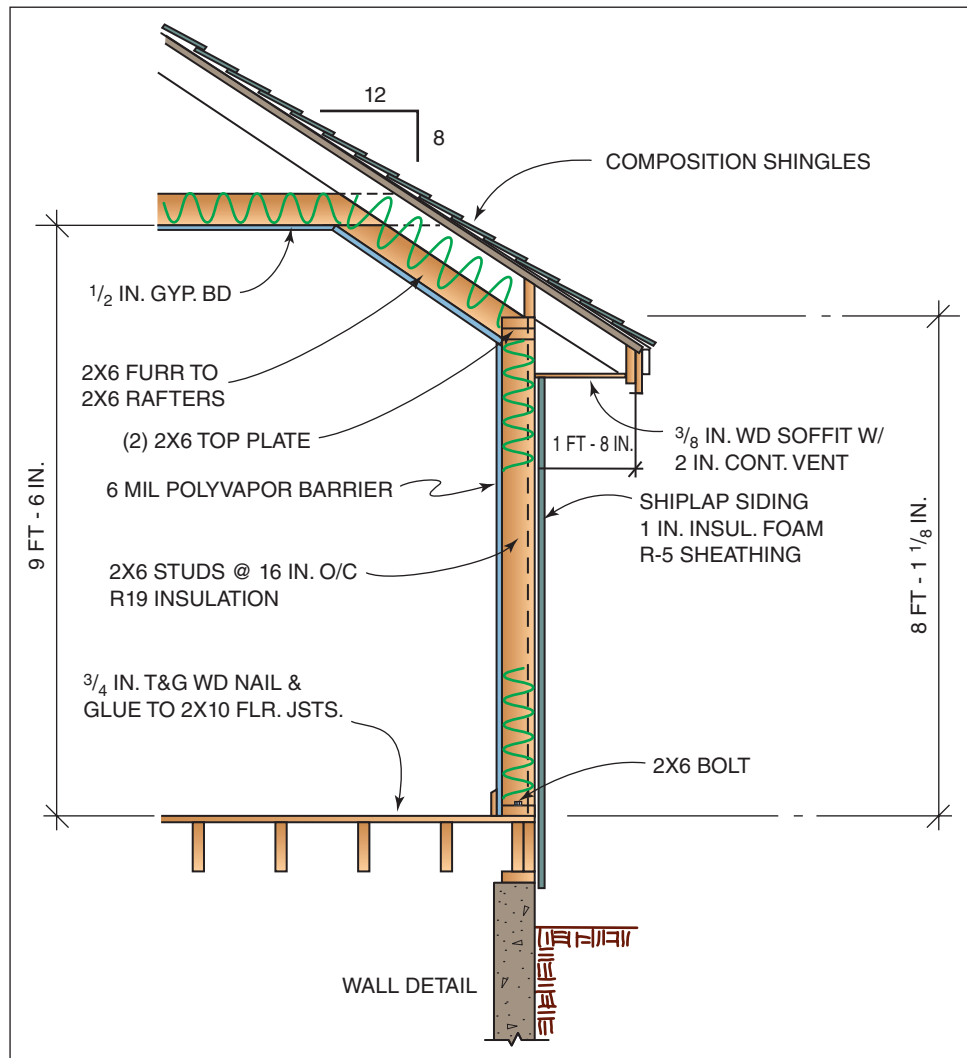 12
8
COMPOSITION SHINGLES
1/2 IN. GYP. BD
2X6 FURR TO
2X6 RAFTERS
(2) 2X6 TOP PLATE
1 FT - 8 IN.
3/8 IN. WD SOFFIT W/
2 IN. CONT. VENT
6 MIL POLYVAPOR BARRIER
SHIPLAP SIDING
1 IN. INSUL. FOAM
R-5 SHEATHING
9 FT - 6 IN.
8 FT - 1 1/8 IN.
2X6 STUDS @ 16 IN. O/C
R19 INSULATION
3/4 IN. T&G WD NAIL &
GLUE TO 2X10 FLR. JSTS.
2X6 BOLT
WALL DETAIL